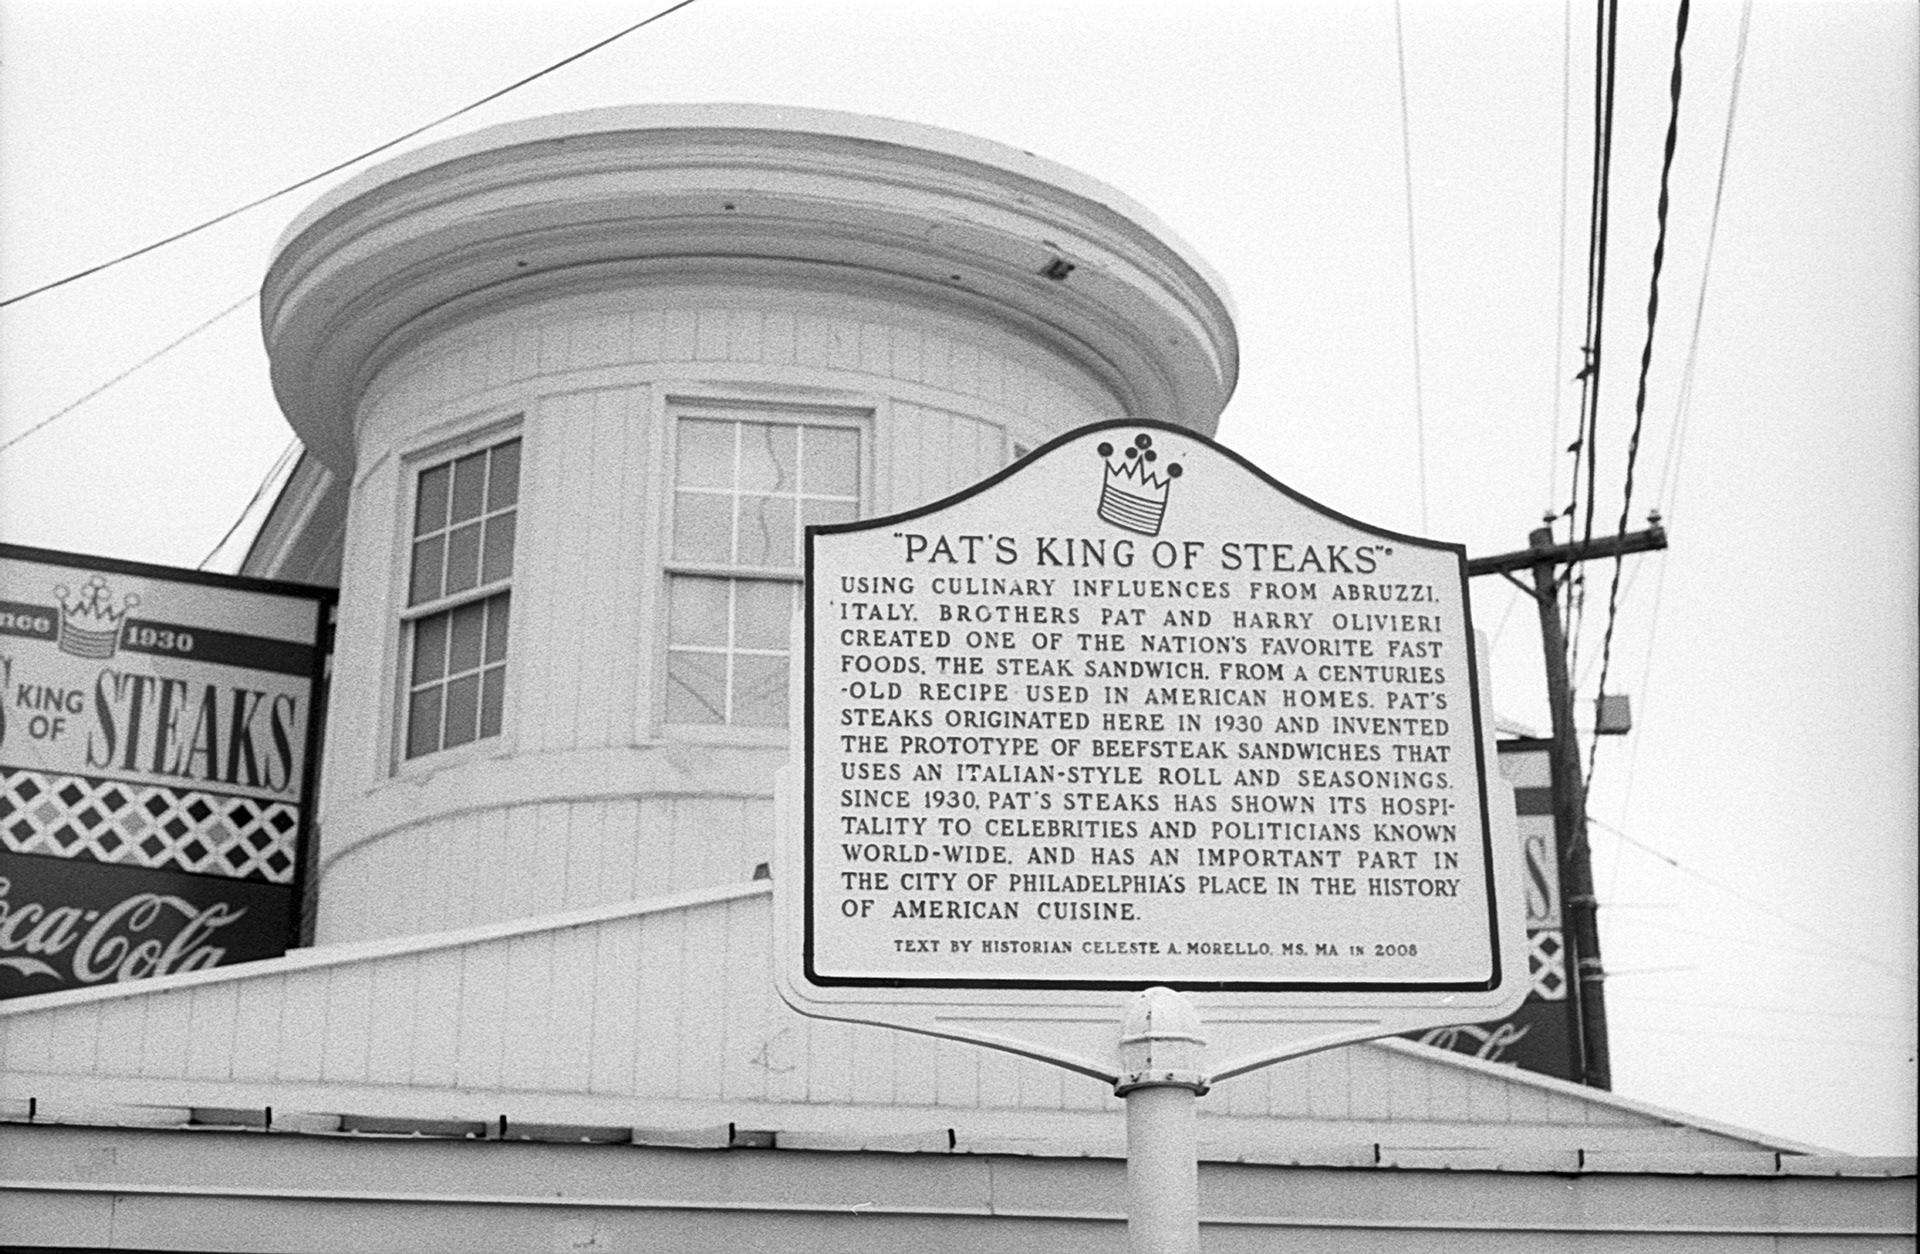 nce 1930
KING
OF
STEAKS
Coca-Cola
"PAT'S KING OF STEAKS"®
USING CULINARY INFLUENCES FROM ABRUZZI,
ITALY, BROTHERS PAT AND HARRY OLIVIERI
CREATED ONE OF THE NATION'S FAVORITE FAST
FOODS, THE STEAK SANDWICH, FROM A CENTURIES
-OLD RECIPE USED IN AMERICAN HOMES. PAT'S
STEAKS ORIGINATED HERE IN 1930 AND INVENTED
THE PROTOTYPE OF BEEFSTEAK SANDWICHES THAT
USES AN ITALIAN-STYLE ROLL AND SEASONINGS.
SINCE 1930, PAT'S STEAKS HAS SHOWN ITS HOSPI-
TALITY TO CELEBRITIES AND POLITICIANS KNOWN
WORLD-WIDE, AND HAS AN IMPORTANT PART IN
THE CITY OF PHILADELPHIA'S PLACE IN THE HISTORY
OF AMERICAN CUISINE.
TEXT BY HISTORIAN CELESTE A. MORELLO, MS, MA IN 2008
S